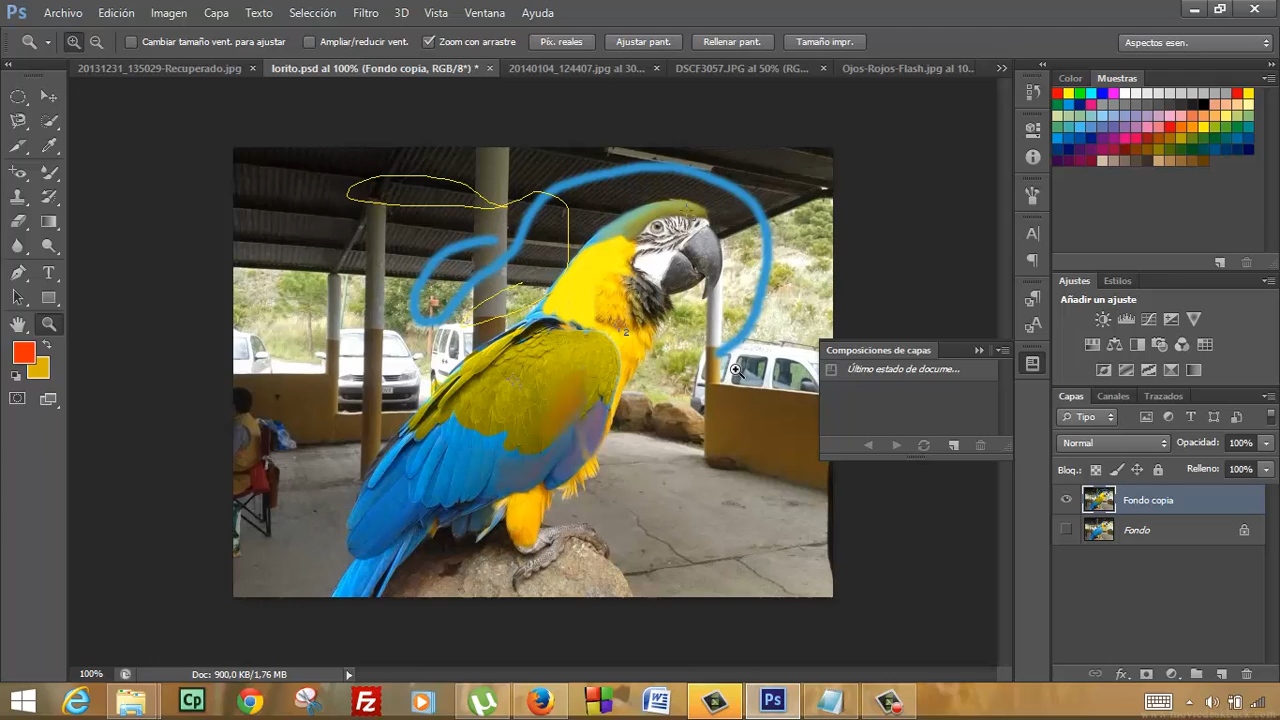 Ps Archivo Edición Imagen Capa Texto Selección Filtro 3D Vista Ventana Ayuda
Cambiar tamaño vent. para ajustar Ampliar/reducir vent. Zoom con arrastre Píx. reales Ajustar pant. Rellenar pant. Tamaño impr. Aspectos esen.
20131231_135029-Recuperado.jpg × lorito.psd al 100% (Fondo copia, RGB/8*) * × 20140104_124407.jpg al 30... × DSCF3057.JPG al 50% (RG... × Ojos-Rojos-Flash.jpg al 10...
Color Muestras
Ajustes Estilos
Añadir un ajuste
Composiciones de capas
Último estado de docume...
Capas Canales Trazados
Tipo
Normal Opacidad: 100%
Bloq.: Relleno: 100%
Fondo copia
Fondo
2
100% Doc: 900,0 KB/1,76 MB
Cp Fz W Ps